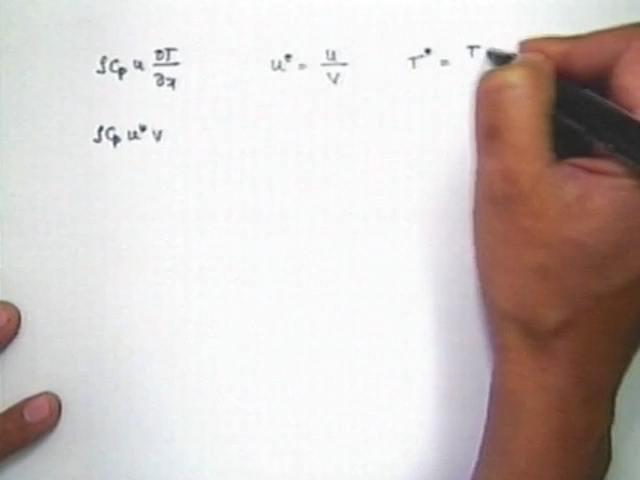 ρCp u ∂T/∂x u* = u/V T* = T
ρCp u* V